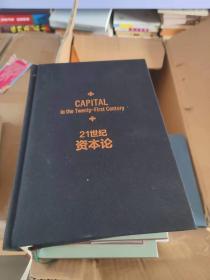 CAPITAL
in the Twenty-First Century
21世纪
资本论